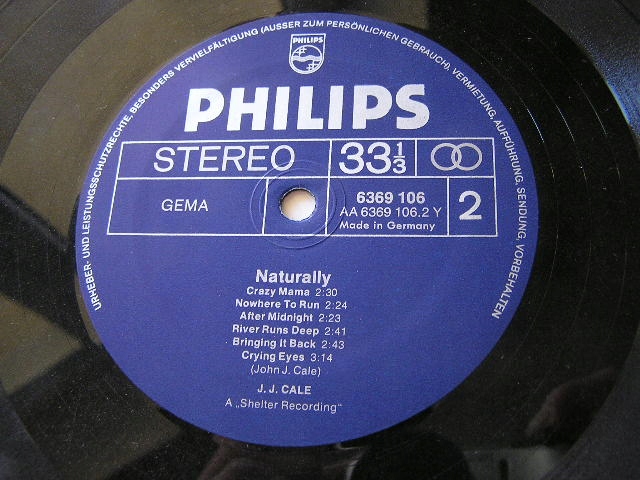 URHEBER- UND LEISTUNGSSCHUTZRECHTE, BESONDERS VERVIELFÄLTIGUNG (AUSSER ZUM PERSÖNLICHEN GEBRAUCH), VERMIETUNG, AUFFÜHRUNG, SENDUNG, VORBEHALTEN
PHILIPS
PHILIPS
STEREO 33 1/3
GEMA
6369 106
AA 6369 106.2 Y
Made in Germany
2
Naturally
Crazy Mama 2:30
Nowhere To Run 2:24
After Midnight 2:23
River Runs Deep 2:41
Bringing It Back 2:43
Crying Eyes 3:14
(John J. Cale)
J. J. CALE
A „Shelter Recording"